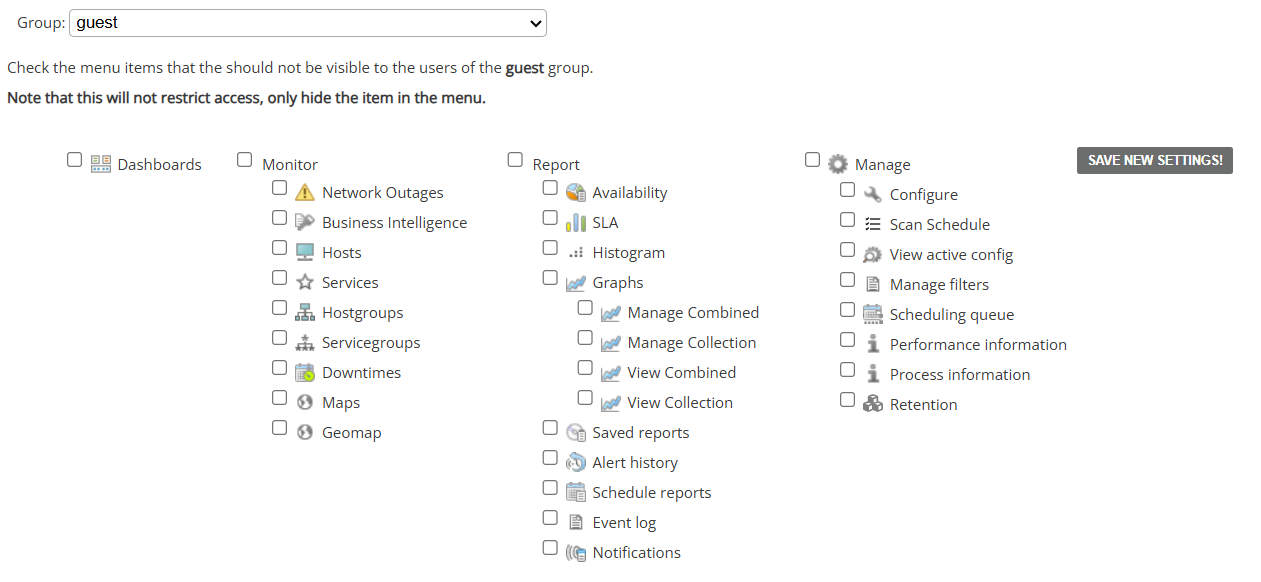 Group: guest
Check the menu items that the should not be visible to the users of the guest group.
Note that this will not restrict access, only hide the item in the menu.
Dashboards
Monitor
Network Outages
Business Intelligence
Hosts
Services
Hostgroups
Servicegroups
Downtimes
Maps
Geomap
Report
Availability
SLA
Histogram
Graphs
Manage Combined
Manage Collection
View Combined
View Collection
Saved reports
Alert history
Schedule reports
Event log
Notifications
Manage
Configure
Scan Schedule
View active config
Manage filters
Scheduling queue
Performance information
Process information
Retention
SAVE NEW SETTINGS!